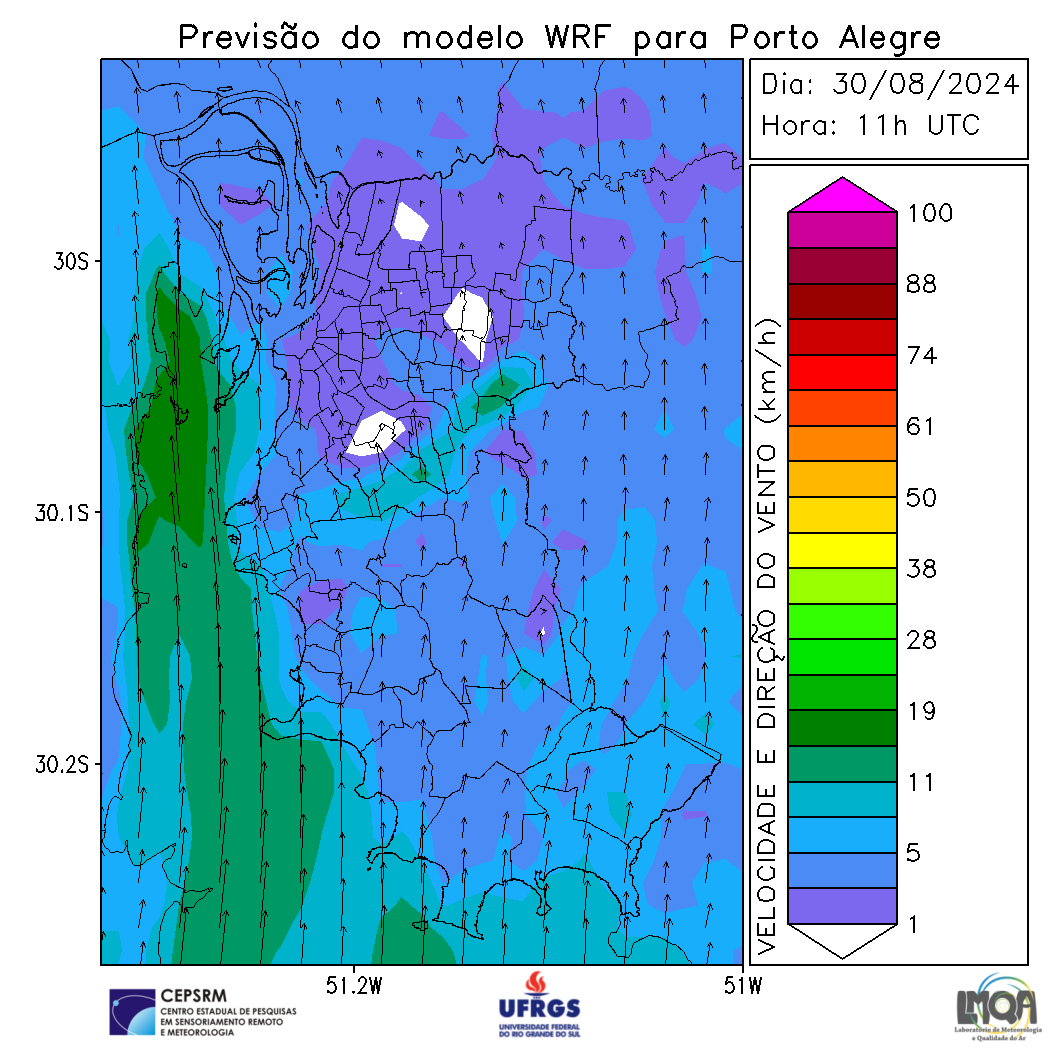 Previsão do modelo WRF para Porto Alegre
Dia: 30/08/2024
Hora: 11h UTC
30S
30.1S
30.2S
51.2W
51W
VELOCIDADE E DIREÇÃO DO VENTO (km/h)
100
88
74
61
50
38
28
19
11
5
1
CEPSRM
CENTRO ESTADUAL DE PESQUISAS
EM SENSORIAMENTO REMOTO
E METEOROLOGIA
UFRGS
UNIVERSIDADE FEDERAL
DO RIO GRANDE DO SUL
LMQA
Laboratório de Meteorologia
e Qualidade do Ar